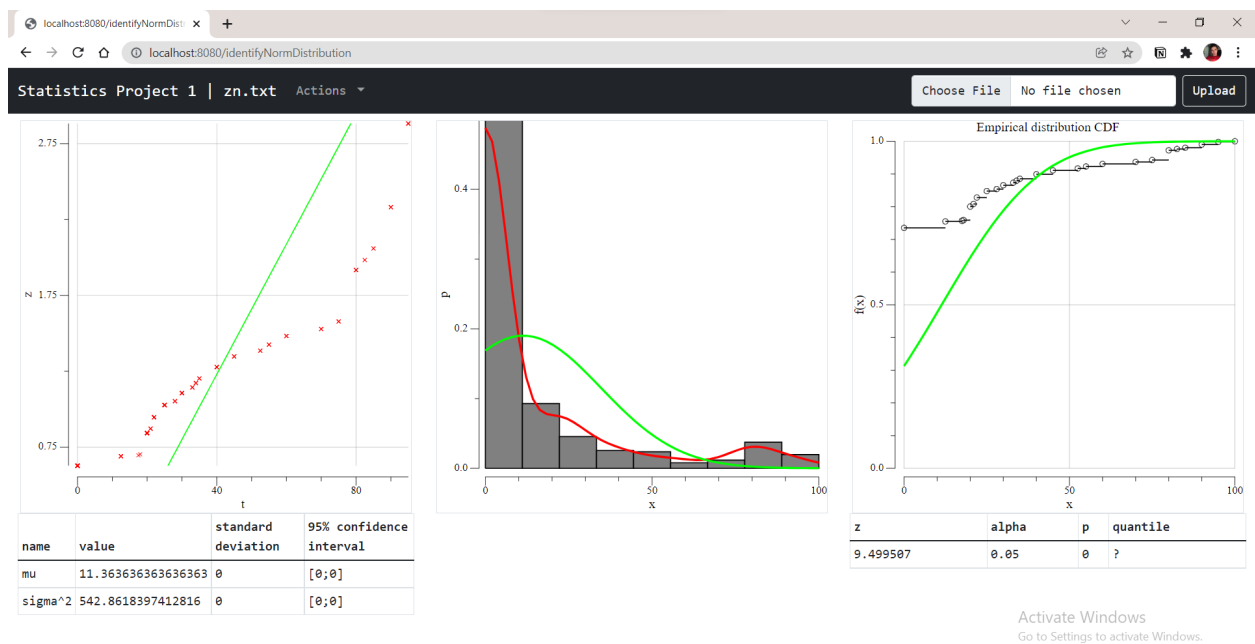 localhost:8080/identifyNormDist
localhost:8080/identifyNormDistribution
Statistics Project 1 | zn.txt Actions
Choose File No file chosen Upload
2.75
1.75
0.75
z
0 40 80
t
0.4
0.2
0.0
p
0 50 100
x
Empirical distribution CDF
1.0
0.5
0.0
f(x)
0 50 100
x
name value standard deviation 95% confidence interval
mu 11.363636363636363 0 [0;0]
sigma^2 542.8618397412816 0 [0;0]
z alpha p quantile
9.499507 0.05 0 ?
Activate Windows
Go to Settings to activate Windows.